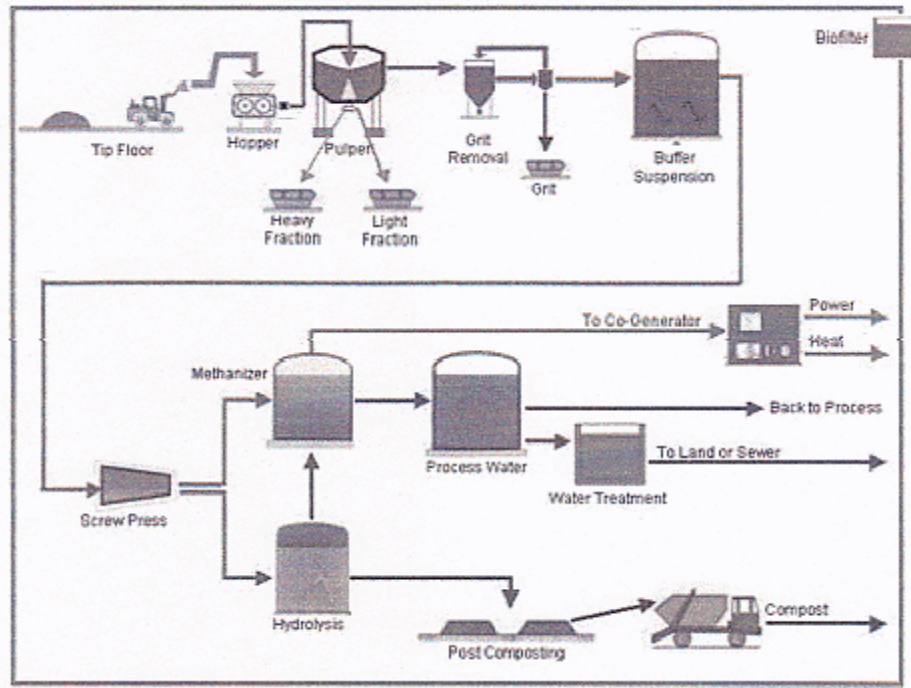 Biofilter
Tip Floor
Hopper
Pulper
Grit
Removal
Grit
Buffer
Suspension
Heavy
Fraction
Light
Fraction
To Co-Generator
Power
Heat
Methanizer
Back to Process
Process Water
To Land or Sewer
Water Treatment
Screw Press
Hydrolysis
Post Composting
Compost